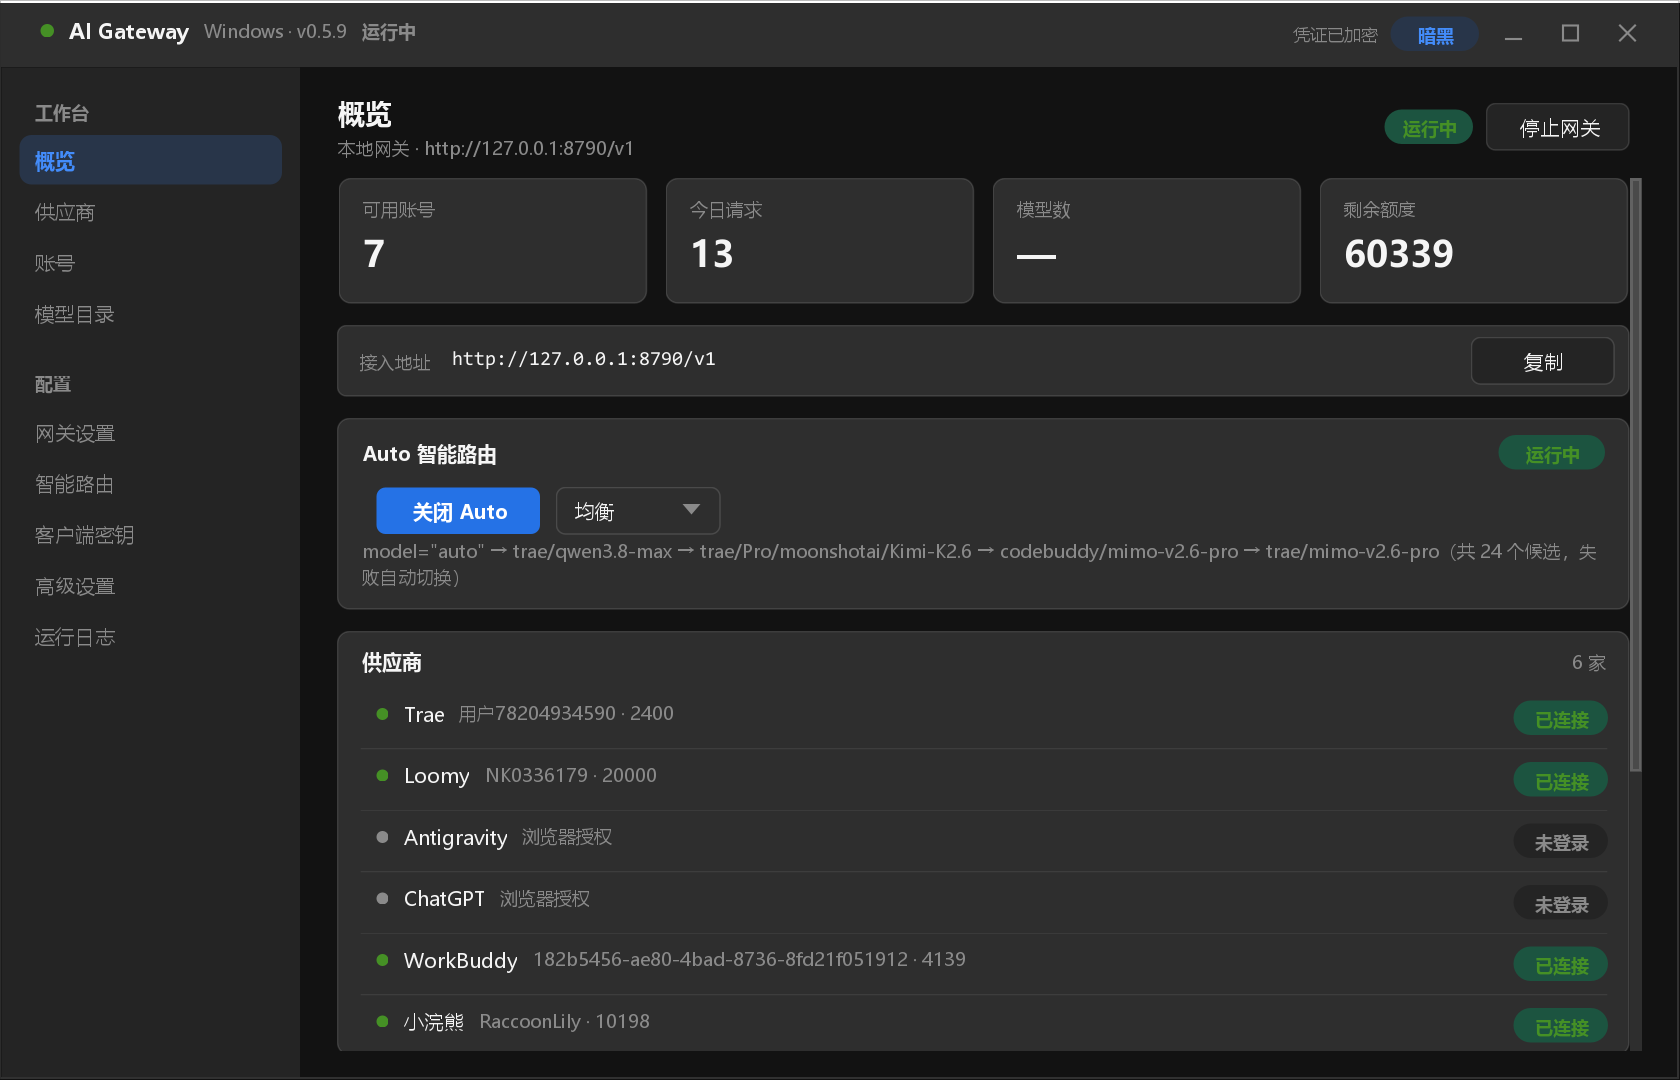 AI Gateway Windows · v0.5.9 运行中
凭证已加密 暗黑
工作台
概览
供应商
账号
模型目录
配置
网关设置
智能路由
客户端密钥
高级设置
运行日志
概览
本地网关 · http://127.0.0.1:8790/v1
运行中 停止网关
可用账号
7
今日请求
13
模型数
—
剩余额度
60339
接入地址 http://127.0.0.1:8790/v1 复制
Auto 智能路由 运行中
关闭 Auto 均衡
model="auto" → trae/qwen3.8-max → trae/Pro/moonshotai/Kimi-K2.6 → codebuddy/mimo-v2.6-pro → trae/mimo-v2.6-pro（共 24 个候选，失
败自动切换）
供应商 6 家
Trae 用户78204934590 · 2400 已连接
Loomy NK0336179 · 20000 已连接
Antigravity 浏览器授权 未登录
ChatGPT 浏览器授权 未登录
WorkBuddy 182b5456-ae80-4bad-8736-8fd21f051912 · 4139 已连接
小浣熊 RaccoonLily · 10198 已连接